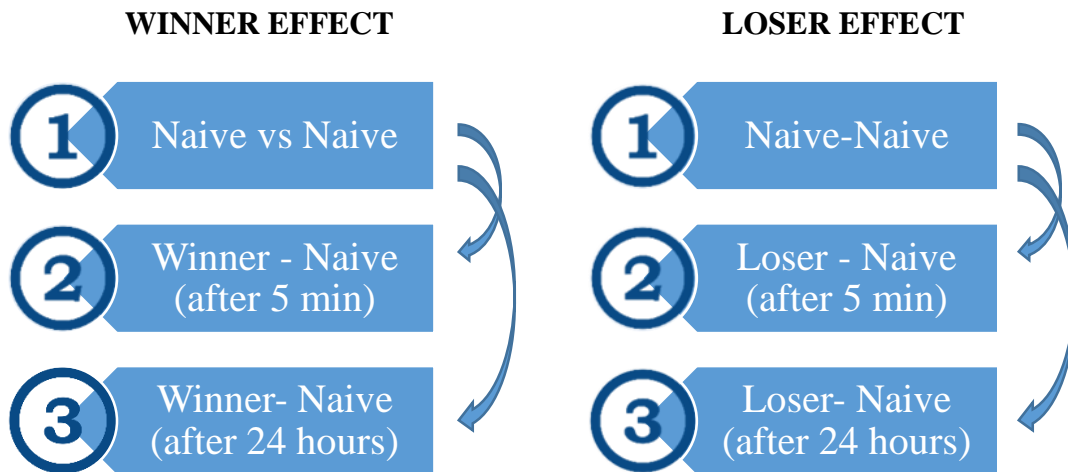 WINNER EFFECT
1
Naive vs Naive
2
Winner - Naive
(after 5 min)
3
Winner- Naive
(after 24 hours)
LOSER EFFECT
1
Naive-Naive
2
Loser - Naive
(after 5 min)
3
Loser- Naive
(after 24 hours)